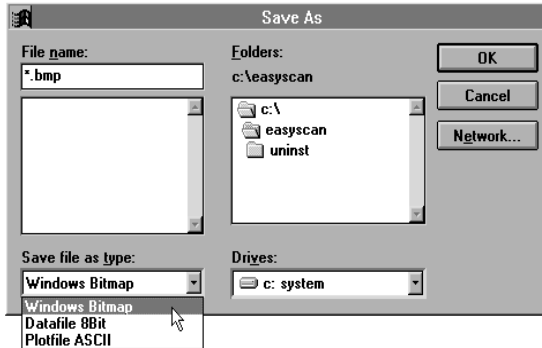 Save As
File name:
*.bmp
Folders:
c:\easyscan
c:\
easyscan
uninst
OK
Cancel
Network...
Save file as type:
Windows Bitmap
Windows Bitmap
Datafile 8Bit
Plotfile ASCII
Drives:
c: system